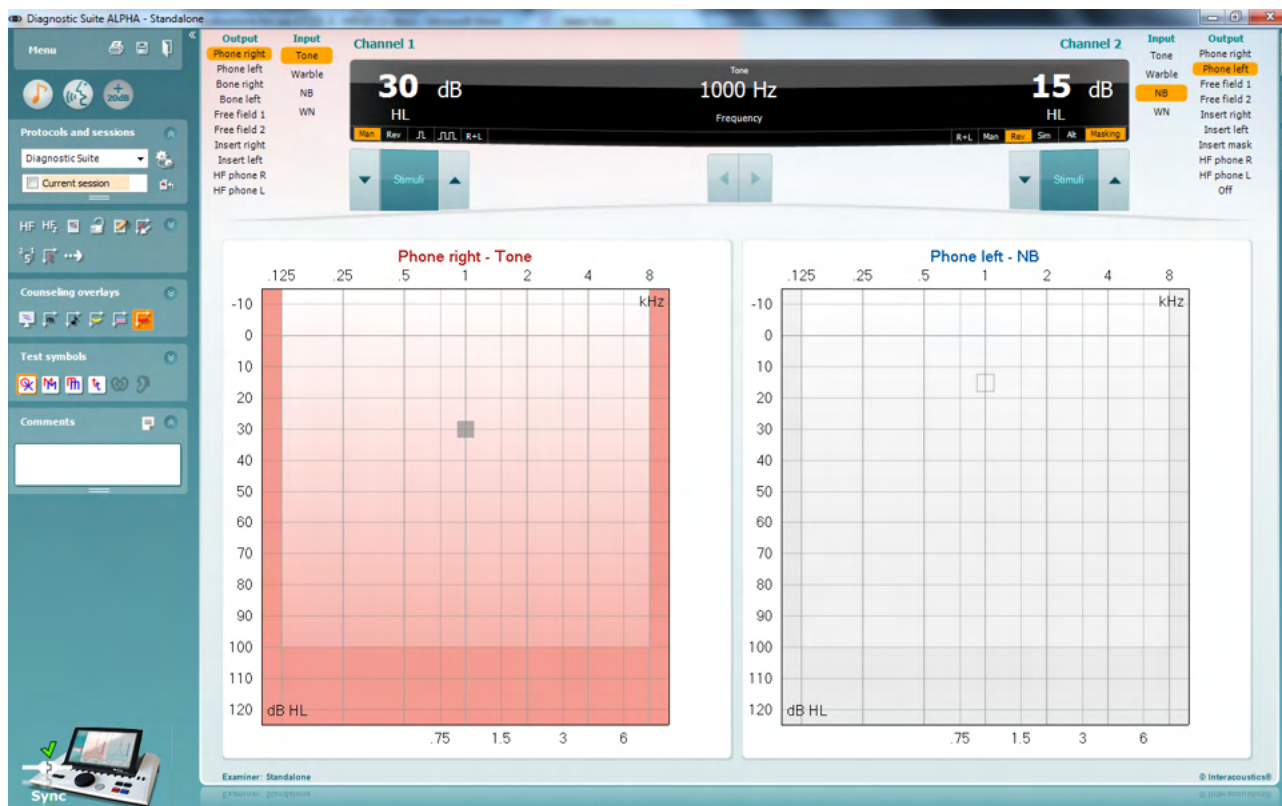 Diagnostic Suite ALPHA - Standalone
Menu
+
20dB
Protocols and sessions
Diagnostic Suite
Current session
HF HF2
Counseling overlays
Test symbols
Comments
Sync
Output
Phone right
Phone left
Bone right
Bone left
Free field 1
Free field 2
Insert right
Insert left
HF phone R
HF phone L
Input
Tone
Warble
NB
WN
Channel 1
30 dB
HL
Man Rev R+L
Stimuli
Tone
1000 Hz
Frequency
Channel 2
15 dB
HL
R+L Man Rev Sim Alt Masking
Stimuli
Input
Tone
Warble
NB
WN
Output
Phone right
Phone left
Free field 1
Free field 2
Insert right
Insert left
Insert mask
HF phone R
HF phone L
Off
Phone right - Tone
.125 .25 .5 1 2 4 8
kHz
-10
0
10
20
30
40
50
60
70
80
90
100
110
120 dB HL
.75 1.5 3 6
Phone left - NB
.125 .25 .5 1 2 4 8
kHz
-10
0
10
20
30
40
50
60
70
80
90
100
110
120 dB HL
.75 1.5 3 6
Examiner: Standalone
© Interacoustics®